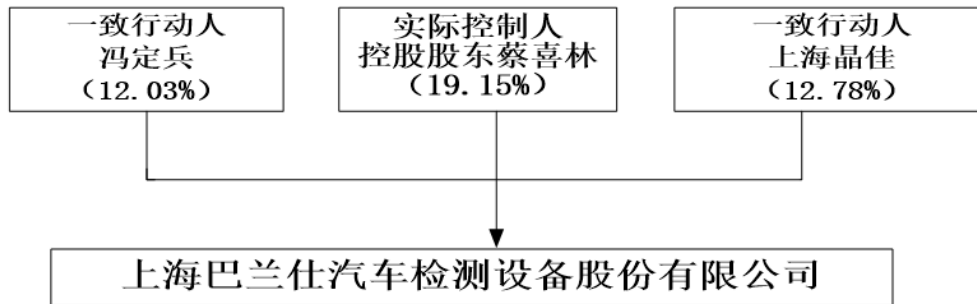 一致行动人
冯定兵
（12.03%）
实际控制人
控股股东蔡喜林
（19.15%）
一致行动人
上海晶佳
（12.78%）
上海巴兰仕汽车检测设备股份有限公司